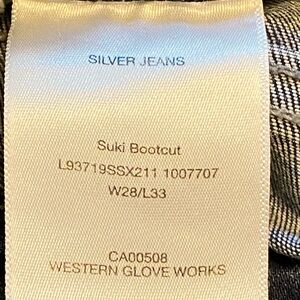 SILVER JEANS
Suki Bootcut
L93719SSX211 1007707
W28/L33
CA00508
WESTERN GLOVE WORKS